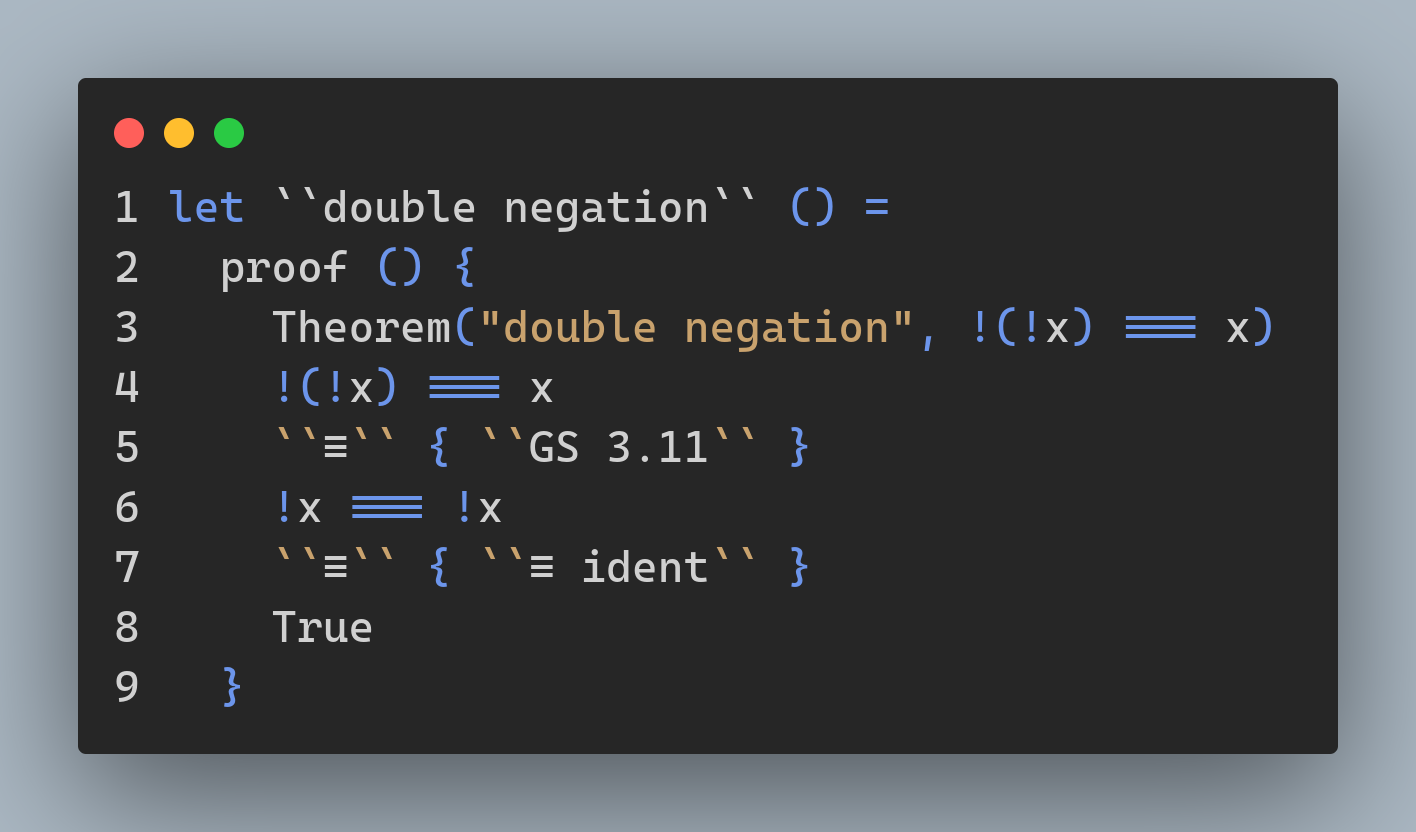 1 let ``double negation`` () =
2   proof () {
3     Theorem("double negation", !(!x) === x)
4     !(!x) === x
5     ``≡`` { ``GS 3.11`` }
6     !x === !x
7     ``≡`` { ``≡ ident`` }
8     True
9   }